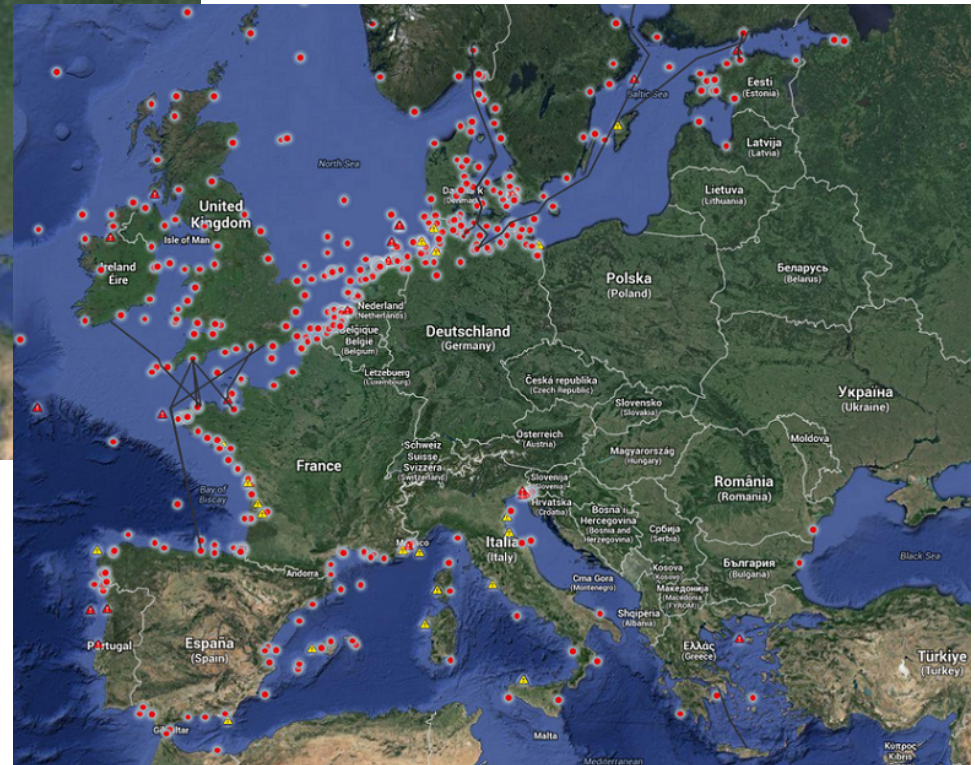 Eesti
(Estonia)
Baltic Sea
Latvija
(Latvia)
North Sea
Lietuva
(Lithuania)
United
Kingdom
Isle of Man
Ireland
Éire
Polska
(Poland)
Беларусь
(Belarus)
Nederland
(Netherlands)
Belgique
België
(Belgium)
Deutschland
(Germany)
Letzebuerg
(Luxembourg)
Česká republika
(Czech Republic)
Україна
(Ukraine)
Slovensko
(Slovakia)
Österreich
(Austria)
Moldova
Schweiz
Suisse
Svizzera
(Switzerland)
Magyarország
(Hungary)
France
România
(Romania)
Slovenija
Hrvatska
(Croatia)
Bay of
Biscay
Bosna i
Hercegovina
(Bosnia and
Herzegovina)
Србија
(Serbia)
Italia
(Italy)
Black Sea
Andorra
Crna Gora
(Montenegro)
Kosova
България
(Bulgaria)
Македонија
(Macedonia
(FYROM))
Shqipëria
(Albania)
Portugal
España
(Spain)
Ελλάς
(Greece)
Türkiye
(Turkey)
Gibraltar
Malta
Κύπρος
Kıbrıs
Mediterranean